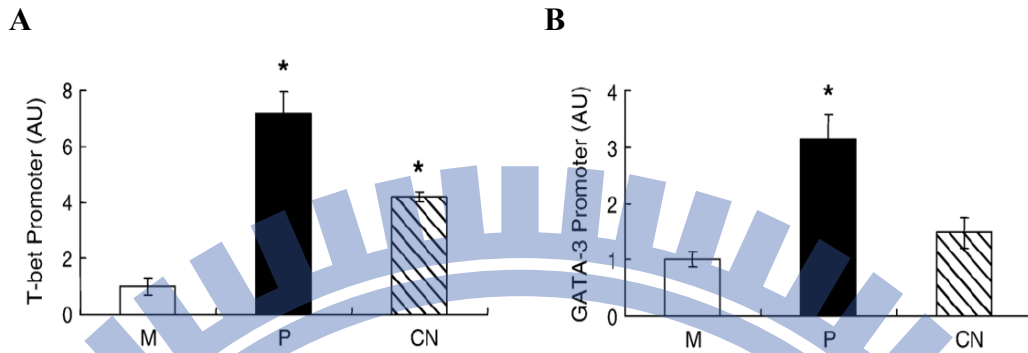 A
B
T-bet Promoter (AU)
8
6
4
2
0
*
*
M P CN
GATA-3 Promoter (AU)
4
3
2
1
0
*
M P CN